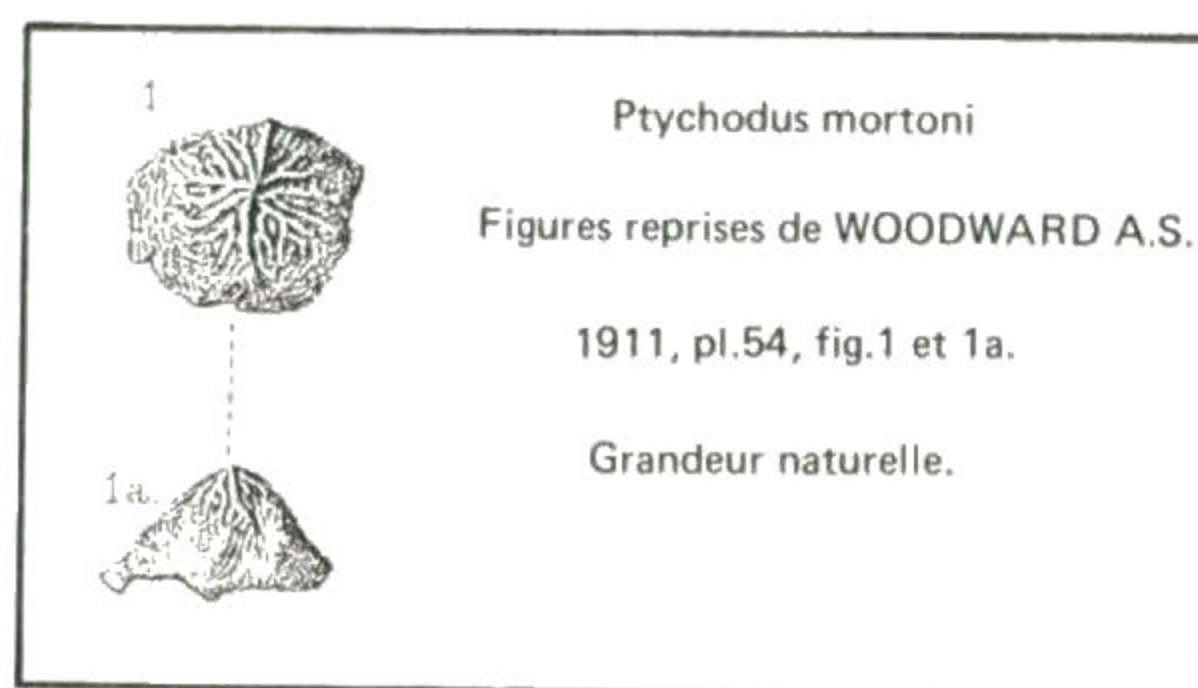 1
Ptychodus mortoni
Figures reprises de WOODWARD A.S.
1911, pl.54, fig.1 et 1a.
Grandeur naturelle.
1a.